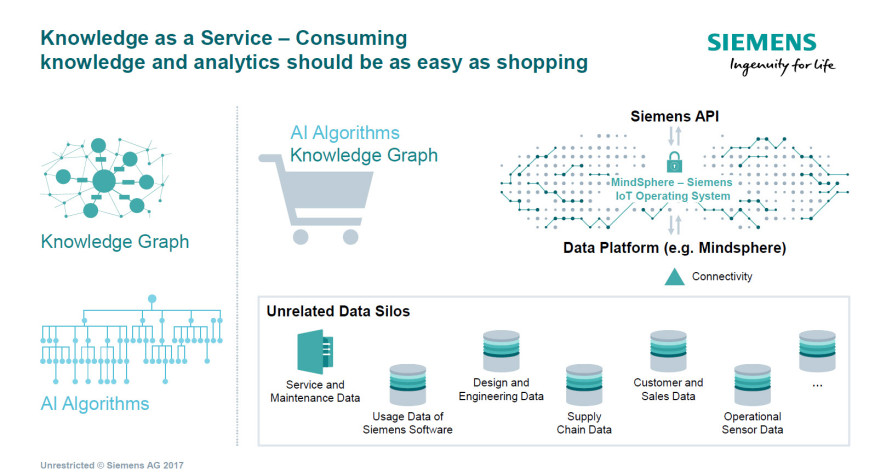 Knowledge as a Service – Consuming
knowledge and analytics should be as easy as shopping
SIEMENS
Ingenuity for life
Knowledge Graph
AI Algorithms
AI Algorithms
Knowledge Graph
Siemens API
MindSphere – Siemens
IoT Operating System
Data Platform (e.g. Mindsphere)
Connectivity
Unrelated Data Silos
Service and
Maintenance Data
Usage Data of
Siemens Software
Design and
Engineering Data
Supply
Chain Data
Customer and
Sales Data
Operational
Sensor Data
...
Unrestricted © Siemens AG 2017